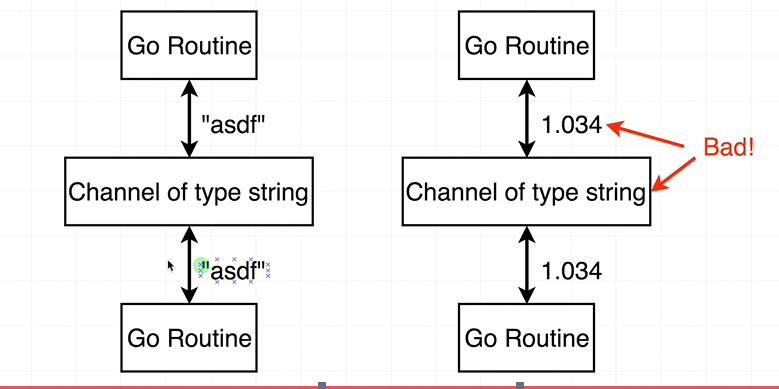 Go Routine
"asdf"
Channel of type string
"asdf"
Go Routine
Go Routine
1.034
Bad!
Channel of type string
1.034
Go Routine